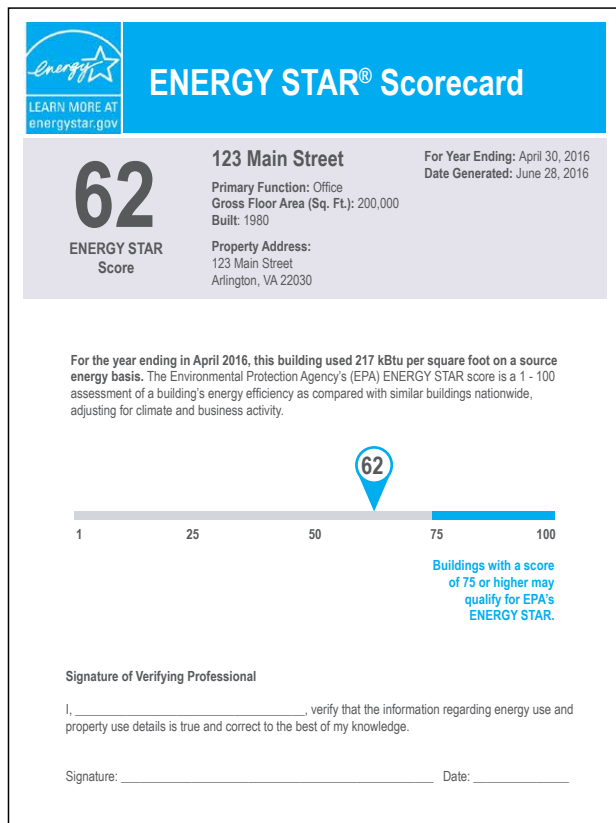 energy
LEARN MORE AT
energystar.gov
ENERGY STAR® Scorecard
62
ENERGY STAR
Score
123 Main Street
Primary Function: Office
Gross Floor Area (Sq. Ft.): 200,000
Built: 1980
Property Address:
123 Main Street
Arlington, VA 22030
For Year Ending: April 30, 2016
Date Generated: June 28, 2016
For the year ending in April 2016, this building used 217 kBtu per square foot on a source
energy basis. The Environmental Protection Agency's (EPA) ENERGY STAR score is a 1 - 100
assessment of a building's energy efficiency as compared with similar buildings nationwide,
adjusting for climate and business activity.
62
1 25 50 75 100
Buildings with a score
of 75 or higher may
qualify for EPA's
ENERGY STAR.
Signature of Verifying Professional
I, __________________________________, verify that the information regarding energy use and
property use details is true and correct to the best of my knowledge.
Signature: ______________________________________________ Date: ______________